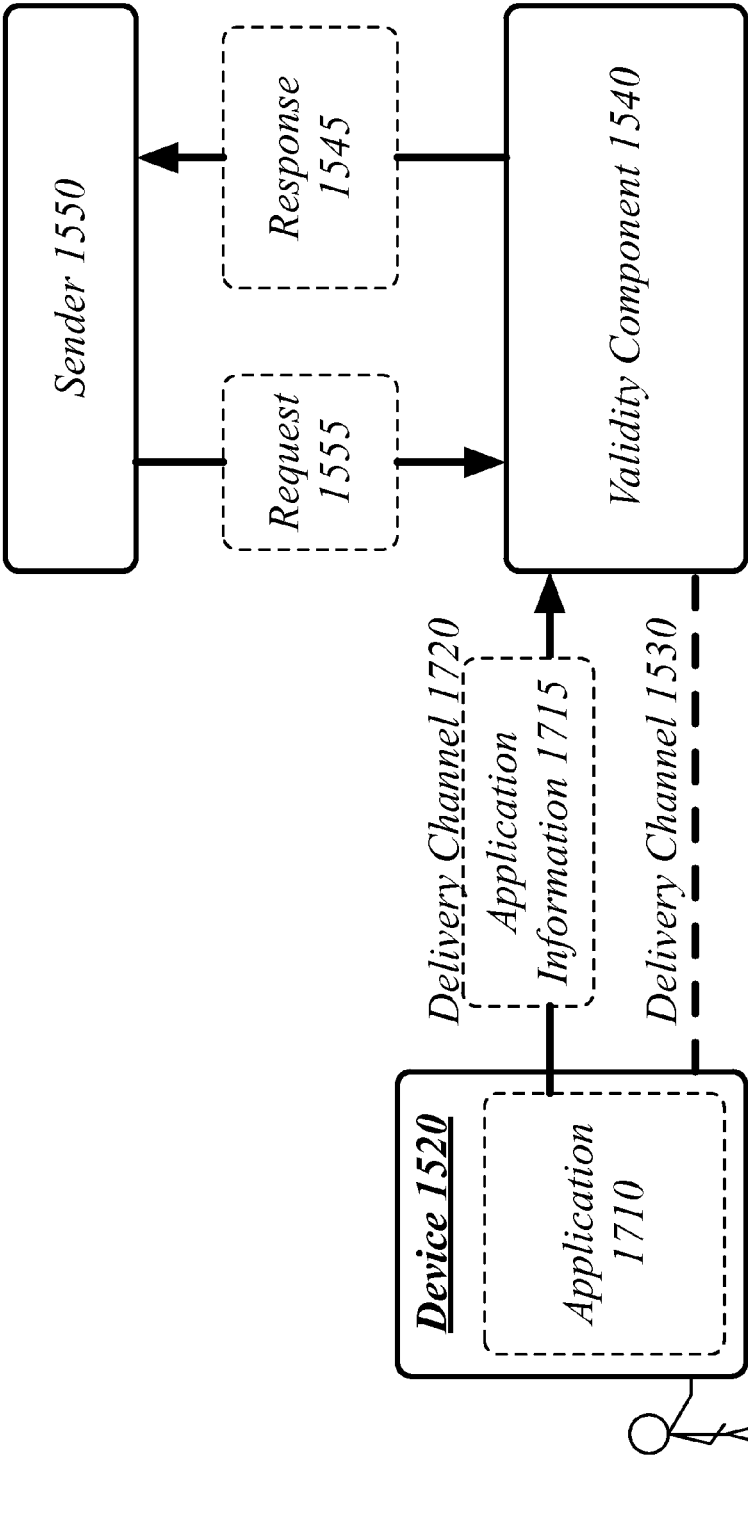 Sender 1550
Request
1555
Response
1545
Device 1520
Application
1710
Delivery Channel 1720
Application
Information 1715
Delivery Channel 1530
Validity Component 1540